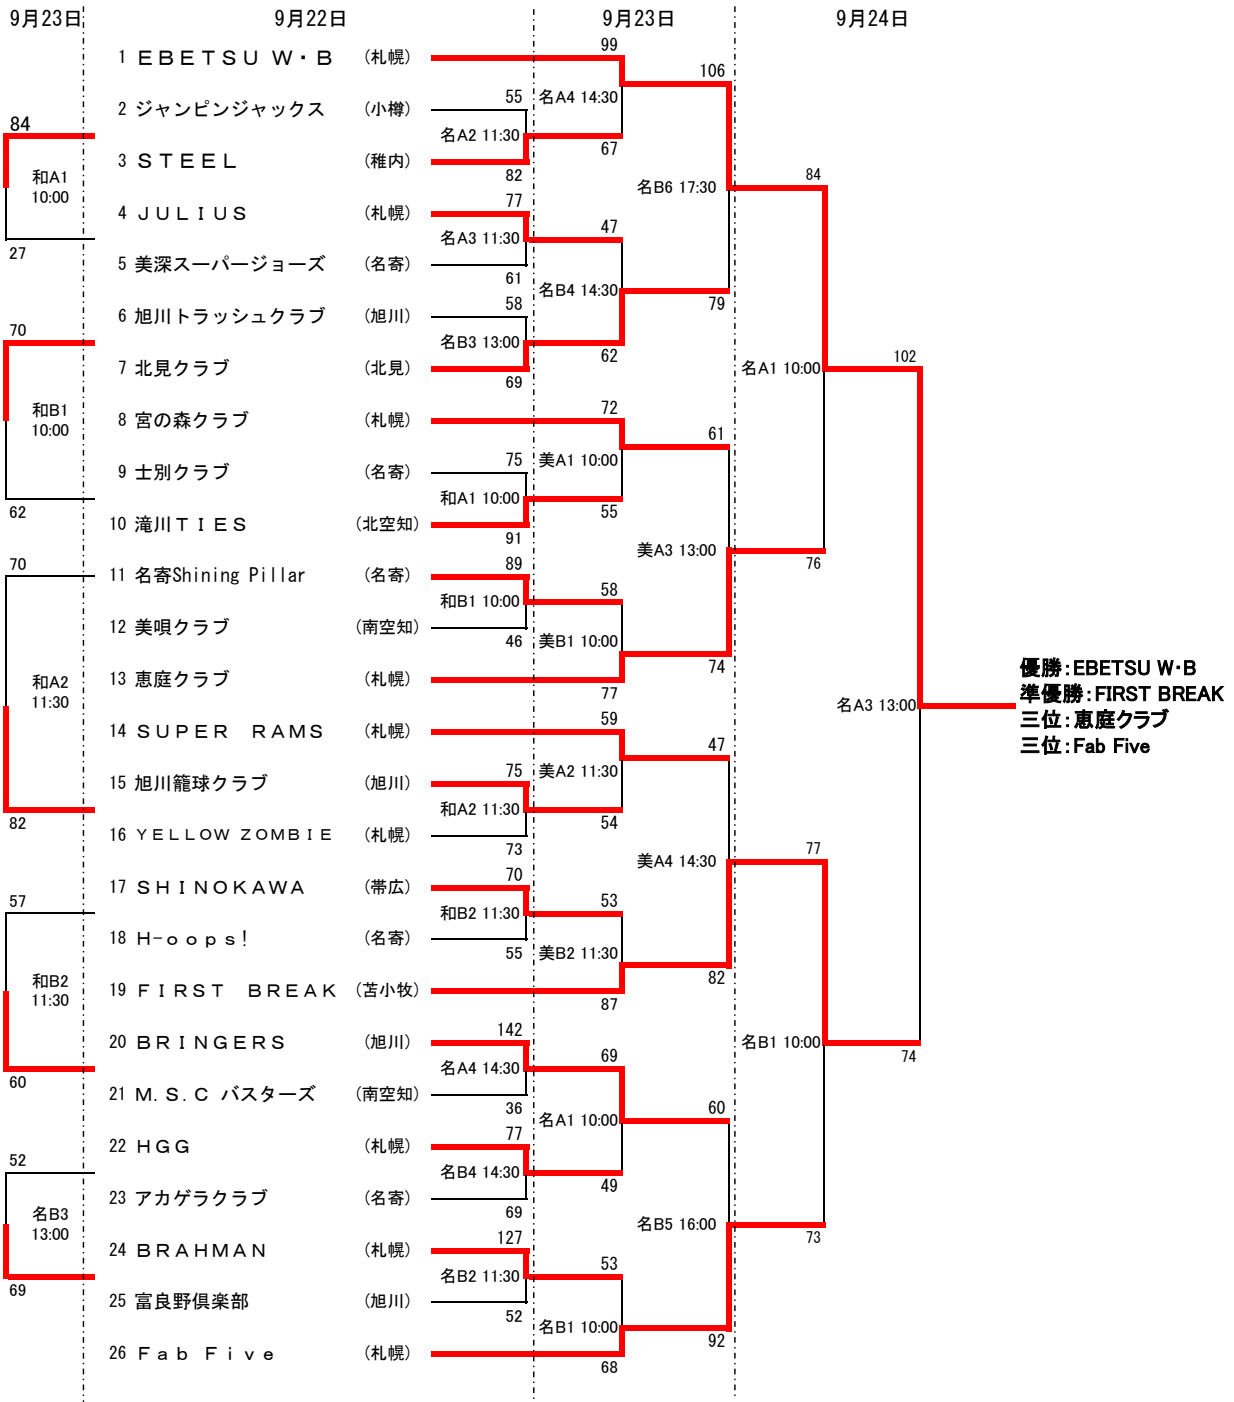 9月23日 9月22日 9月23日 9月24日
99
1 ＥＢＥＴＳＵ Ｗ・Ｂ (札幌)
106
55 名A4 14:30
2 ジャンピンジャックス (小樽)
84
名A2 11:30
67
3 ＳＴＥＥＬ (稚内)
和A1
10:00
82
84
名B6 17:30
77
4 ＪＵＬＩＵＳ (札幌)
47
名A3 11:30
27
5 美深スーパージョーズ (名寄)
61
名B4 14:30
58
79
6 旭川トラッシュクラブ (旭川)
70
名B3 13:00
62
102
7 北見クラブ (北見)
名A1 10:00
69
和B1
10:00
72
8 宮の森クラブ (札幌)
61
75 美A1 10:00
9 士別クラブ (名寄)
和A1 10:00
62
55
10 滝川ＴＩＥＳ (北空知)
91
美A3 13:00
70
89
76
11 名寄Shining Pillar (名寄)
58
和B1 10:00
12 美唄クラブ (南空知)
46 美B1 10:00
74
13 恵庭クラブ (札幌)
和A2
11:30
77
優勝：EBETSU W・B
準優勝：FIRST BREAK
三位：恵庭クラブ
三位：Fab Five
名A3 13:00
59
14 ＳＵＰＥＲ ＲＡＭＳ (札幌)
47
75 美A2 11:30
15 旭川籠球クラブ (旭川)
和A2 11:30
82
54
16 ＹＥＬＬＯＷ ＺＯＭＢＩＥ (札幌)
73
77
美A4 14:30
70
17 ＳＨＩＮＯＫＡＷＡ (帯広)
57
53
和B2 11:30
18 Ｈ-ｏｏｐｓ! (名寄)
55 美B2 11:30
82
和B2
11:30
19 ＦＩＲＳＴ ＢＲＥＡＫ (苫小牧)
87
142
20 ＢＲＩＮＧＥＲＳ (旭川)
名B1 10:00
69
74
名A4 14:30
60
21 Ｍ.Ｓ.Ｃ バスターズ (南空知)
36
60
名A1 10:00
77
22 ＨＧＧ (札幌)
52
名B4 14:30
49
23 アカゲラクラブ (名寄)
69
名B3
13:00
名B5 16:00
73
127
24 ＢＲＡＨＭＡＮ (札幌)
53
名B2 11:30
69
25 富良野倶楽部 (旭川)
52
名B1 10:00
92
26 Ｆａｂ Ｆｉｖｅ (札幌)
68